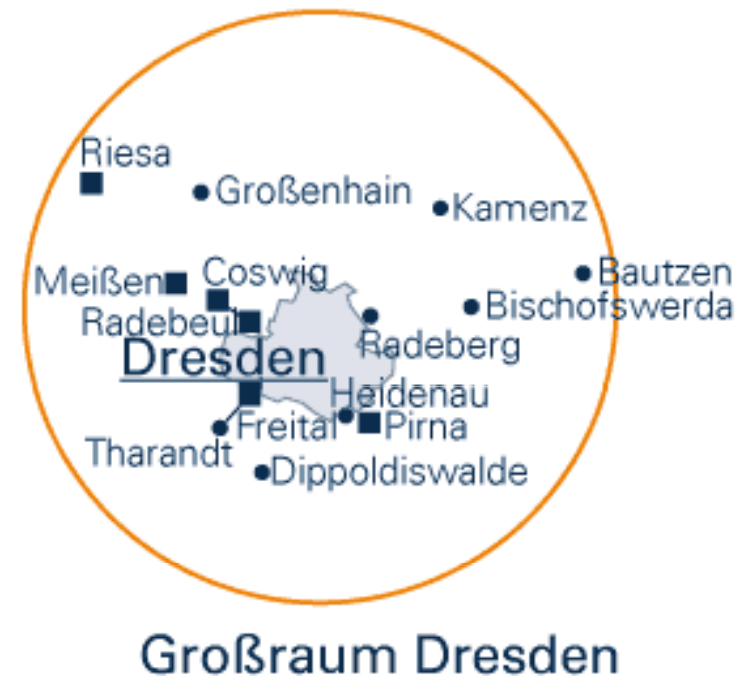 Riesa
Großenhain
Kamenz
Meißen
Coswig
Bautzen
Radebeul
Bischofswerda
Dresden
Radeberg
Heidenau
Freital
Pirna
Tharandt
Dippoldiswalde
Großraum Dresden